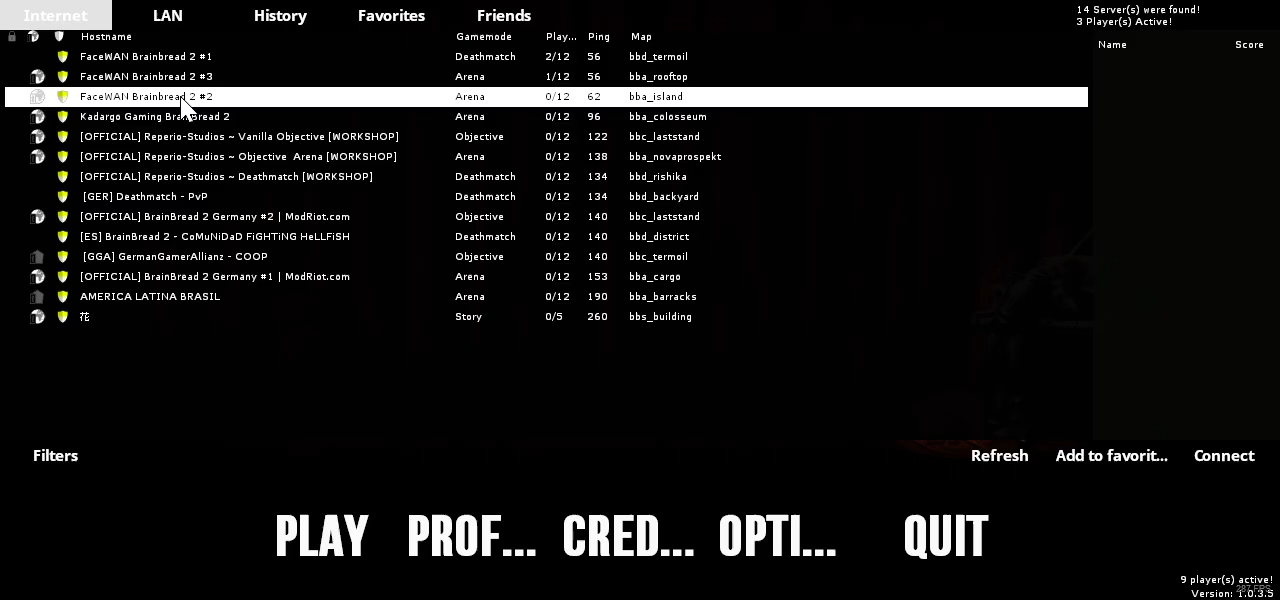 Internet LAN History Favorites Friends
14 Server(s) were found!
3 Player(s) Active!
Hostname Gamemode Play... Ping Map
Name Score
FaceWAN Brainbread 2 #1 Deathmatch 2/12 56 bbd_termoil
FaceWAN Brainbread 2 #3 Arena 1/12 56 bba_rooftop
FaceWAN Brainbread 2 #2 Arena 0/12 62 bba_island
Kadargo Gaming BrainBread 2 Arena 0/12 96 bba_colosseum
[OFFICIAL] Reperio-Studios ~ Vanilla Objective [WORKSHOP] Objective 0/12 122 bbc_laststand
[OFFICIAL] Reperio-Studios ~ Objective Arena [WORKSHOP] Arena 0/12 138 bba_novaprospekt
[OFFICIAL] Reperio-Studios ~ Deathmatch [WORKSHOP] Deathmatch 0/12 134 bbd_rishika
[GER] Deathmatch - PvP Deathmatch 0/12 134 bbd_backyard
[OFFICIAL] BrainBread 2 Germany #2 | ModRiot.com Objective 0/12 140 bbc_laststand
[ES] BrainBread 2 - CoMuNiDaD FiGHTiNG HeLLFiSH Deathmatch 0/12 140 bbd_district
[GGA] GermanGamerAllianz - COOP Objective 0/12 140 bbc_termoil
[OFFICIAL] BrainBread 2 Germany #1 | ModRiot.com Arena 0/12 153 bba_cargo
AMERICA LATINA BRASIL Arena 0/12 190 bba_barracks
花 Story 0/5 260 bbs_building
Filters Refresh Add to favorit... Connect
PLAY PROF... CRED... OPTI... QUIT
9 player(s) active!
Version: 1.0.3.5